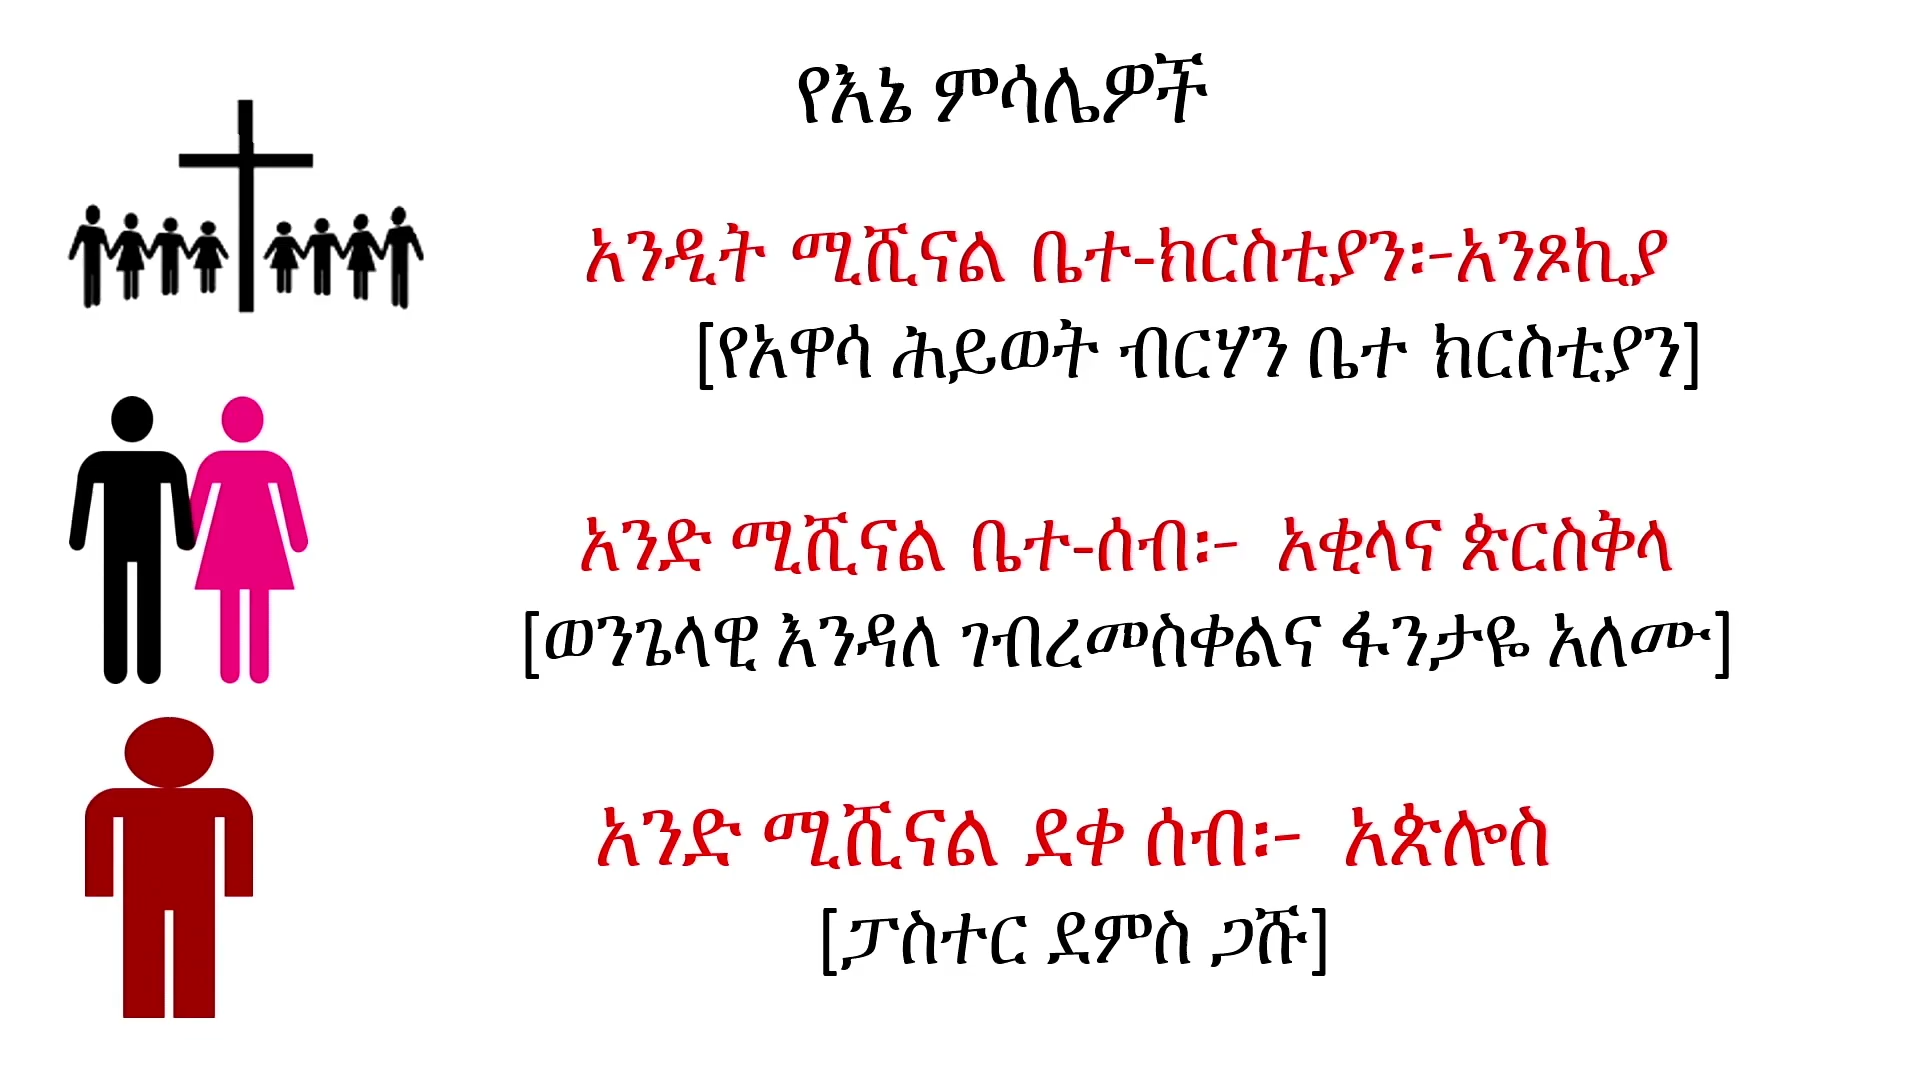 የእኔ ምሳሌዎች
አንዲት ሚሺናል ቤተ-ክርስቲያን፡-አንጾኪያ
[የአዋሳ ሕይወት ብርሃን ቤተ ክርስቲያን]
አንድ ሚሺናል ቤተ-ሰብ፡- አቂላና ጵርስቅላ
[ወንጌላዊ እንዳለ ገብረመስቀልና ፋንታዬ አለሙ]
አንድ ሚሺናል ደቀ ሰብ፡- አጵሎስ
[ፓስተር ደምስ ጋሹ]